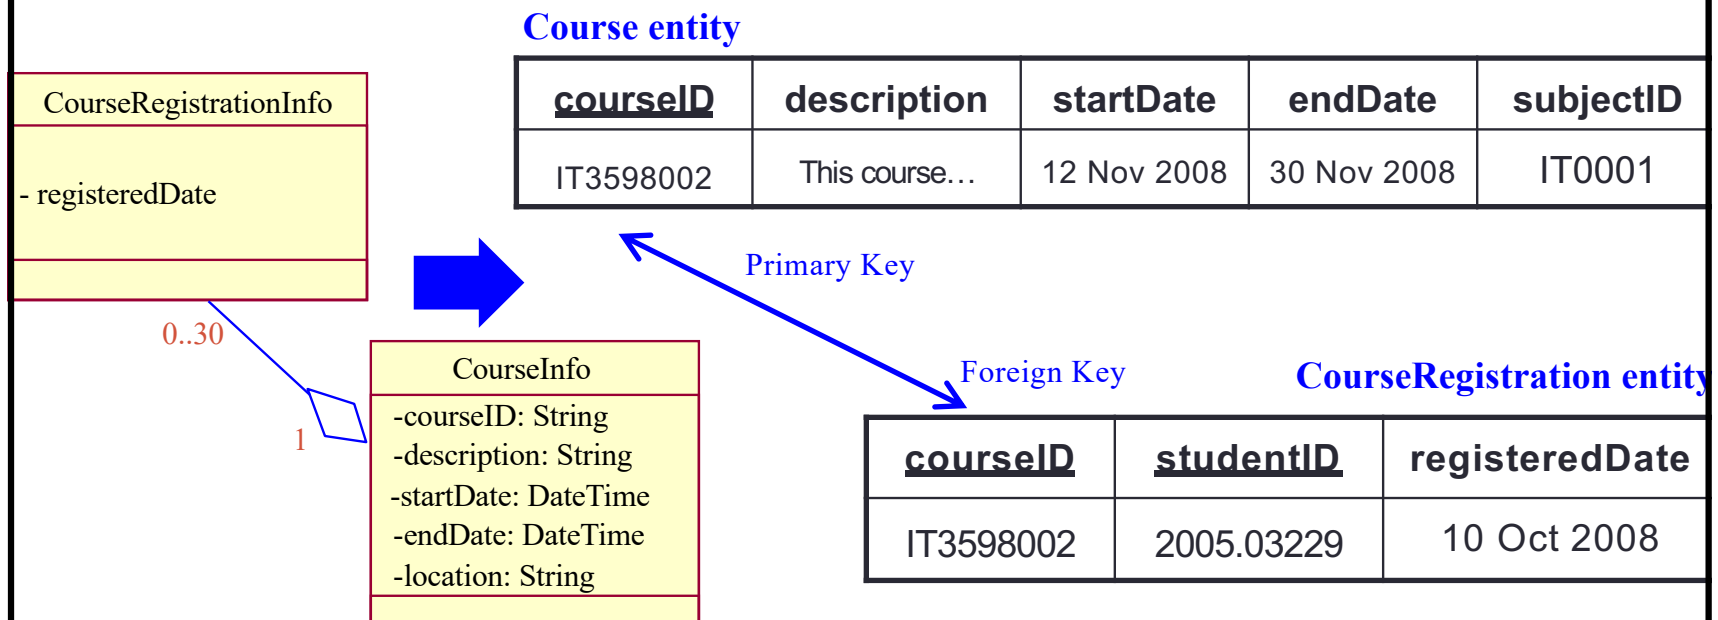 Course entity
courseID description startDate endDate subjectID
IT3598002 This course… 12 Nov 2008 30 Nov 2008 IT0001
CourseRegistrationInfo
- registeredDate
0..30
1
CourseInfo
-courseID: String
-description: String
-startDate: DateTime
-endDate: DateTime
-location: String
Primary Key
Foreign Key
CourseRegistration entity
courseID studentID registeredDate
IT3598002 2005.03229 10 Oct 2008